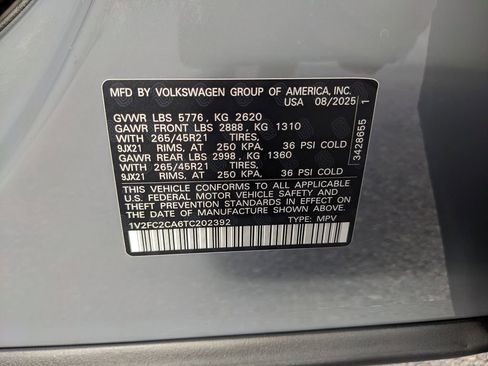 MFD BY VOLKSWAGEN GROUP OF AMERICA, INC.
USA 08/2025
GVWR LBS 5776, KG 2620
GAWR FRONT LBS 2888, KG 1310
WITH 265/45R21 TIRES,
9JX21 RIMS, AT 250 KPA, 36 PSI COLD
GAWR REAR LBS 2998, KG 1360
WITH 265/45R21 TIRES,
9JX21 RIMS, AT 250 KPA, 36 PSI COLD
THIS VEHICLE CONFORMS TO ALL APPLICABLE
U.S. FEDERAL MOTOR VEHICLE SAFETY AND
THEFT PREVENTION STANDARDS IN EFFECT ON
THE DATE OF MANUFACTURE SHOWN ABOVE.
1V2FC2CA6TC202392 TYPE: MPV
3428655 1